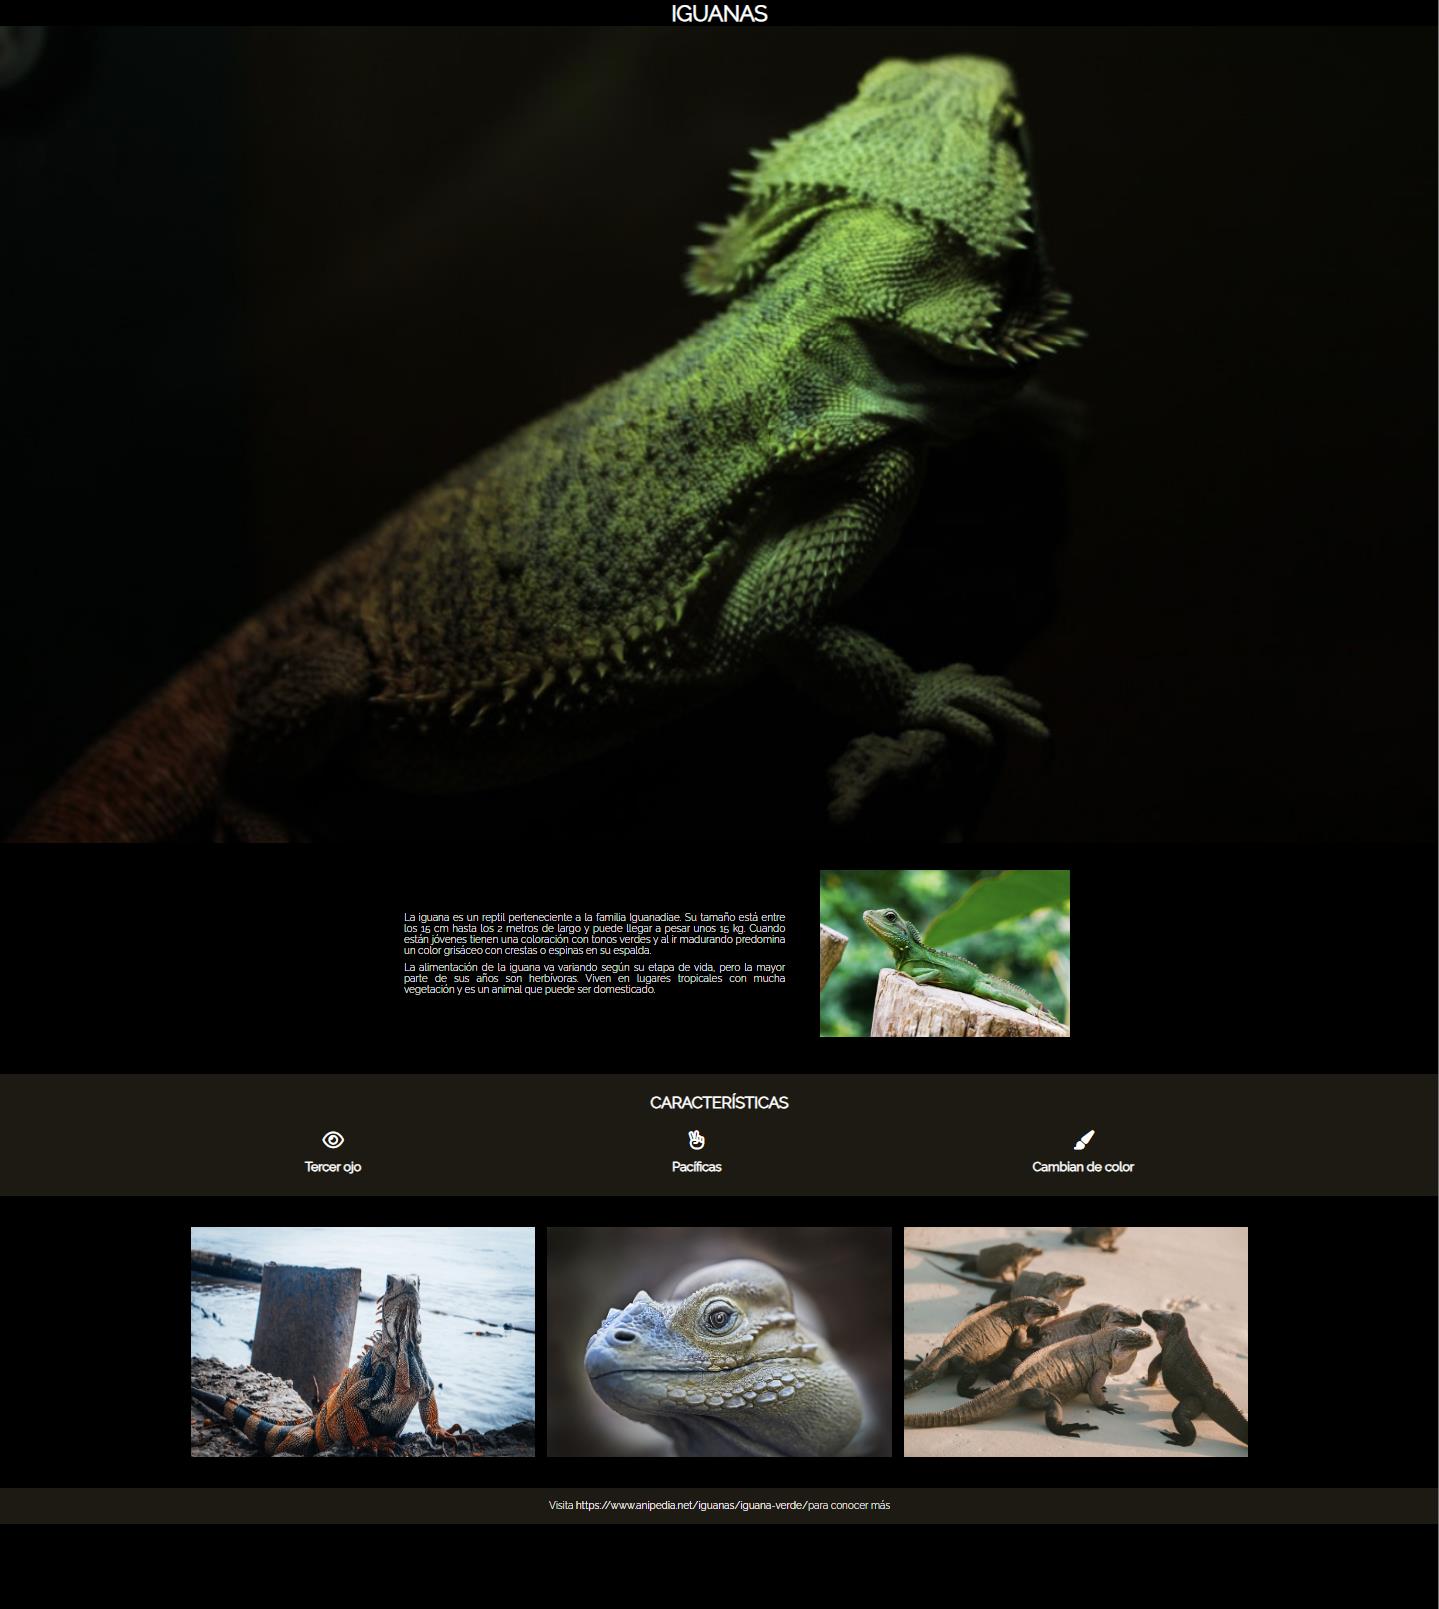 IGUANAS
La iguana es un reptil perteneciente a la familia Iguanadiae. Su tamaño está entre
los 15 cm hasta los 2 metros de largo y puede llegar a pesar unos 15 kg. Cuando
están jóvenes tienen una coloración con tonos verdes y al ir madurando predomina
un color grisáceo con crestas o espinas en su espalda.
La alimentación de la iguana va variando según su etapa de vida, pero la mayor
parte de sus años son herbívoras. Viven en lugares tropicales con mucha
vegetación y es un animal que puede ser domesticado.
CARACTERÍSTICAS
Tercer ojo
Pacíficas
Cambian de color
Visita https://www.anipedia.net/iguanas/iguana-verde/para conocer más